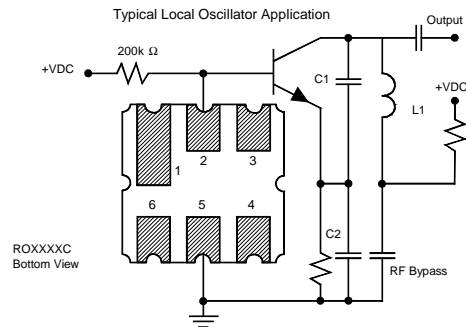 Typical Local Oscillator Application
Output
200k Ω
+VDC
C1
+VDC
L1
1
2
3
6
5
4
C2
ROXXXXC
Bottom View
RF Bypass